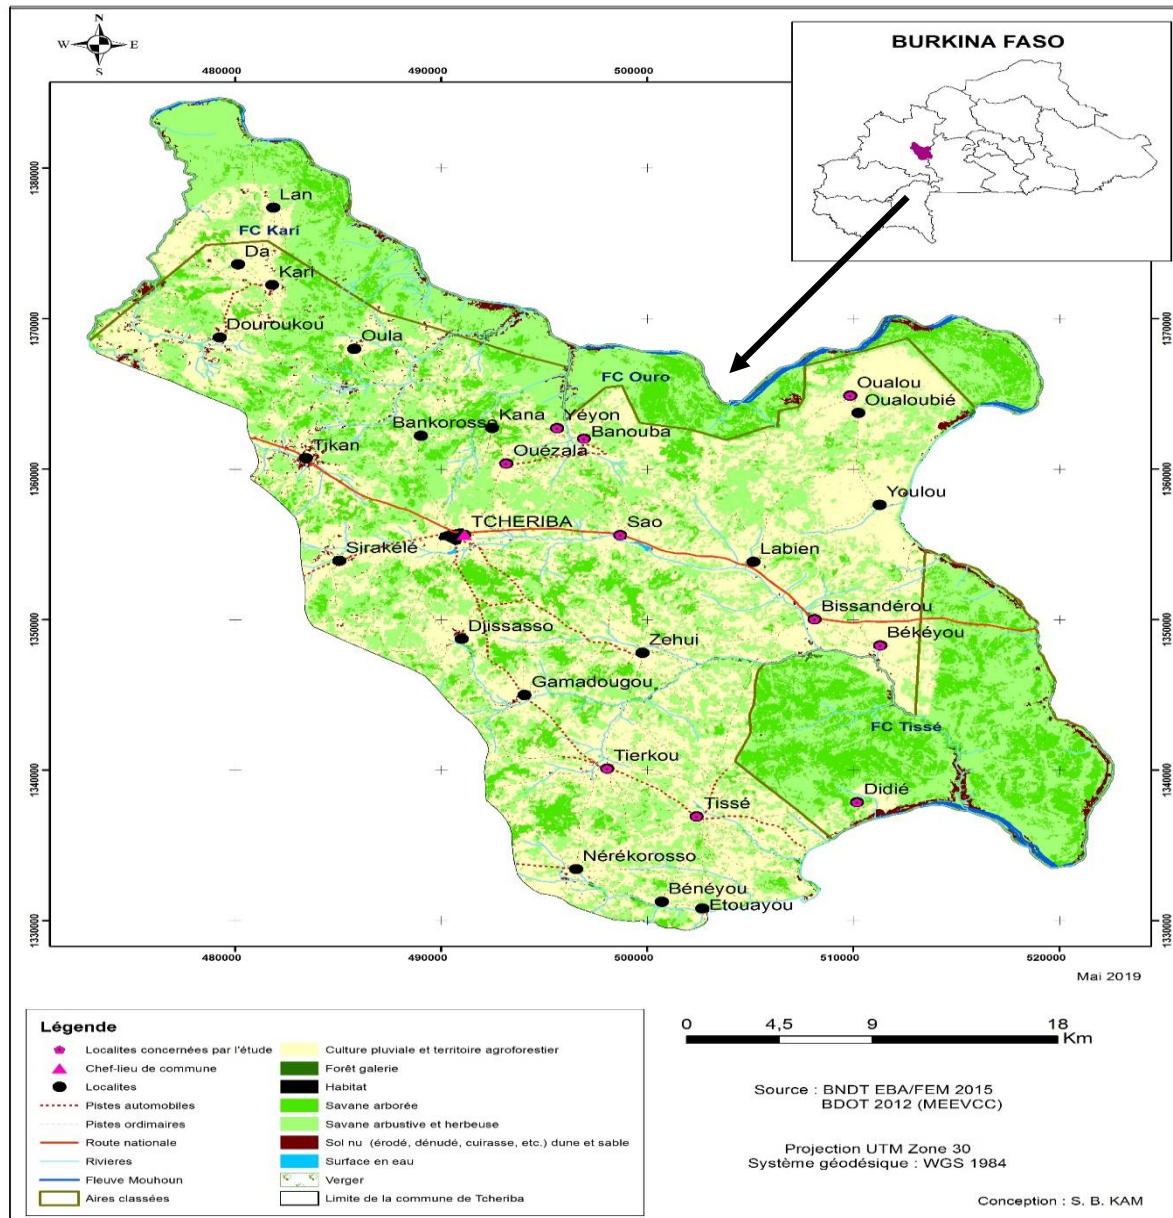 N
W E
S
BURKINA FASO
480000
490000
500000
1380000
1370000
1360000
1350000
1340000
1330000
1370000
1360000
1350000
1340000
1330000
Lan
FC Kari
Da
Kari
Douroukou
Oula
FC Ouro
Oualou
Oualoubié
Kana
Yéyon
Bankorosso
Banouba
Ouézala
Tikan
Youlou
TCHERIBA
Sao
Sirakélé
Labien
Bissandérou
Djissasso
Zehui
Békéyou
Gamadougou
FC Tissé
Tierkou
Didié
Tissé
Nérékorosso
Bénéyou
Etouayou
480000
490000
500000
510000
520000
Mai 2019
Légende
Localites concernées par l'étude
Chef-lieu de commune
Localites
Pistes automobiles
Pistes ordinaires
Route nationale
Rivieres
Fleuve Mouhoun
Aires classées
Culture pluviale et territoire agroforestier
Forêt galerie
Habitat
Savane arborée
Savane arbustive et herbeuse
Sol nu (érodé, dénudé, cuirasse, etc.) dune et sable
Surface en eau
Verger
Limite de la commune de Tcheriba
0 4,5 9 18
Km
Source : BNDT EBA/FEM 2015
BDOT 2012 (MEEVCC)
Projection UTM Zone 30
Système géodésique : WGS 1984
Conception : S. B. KAM